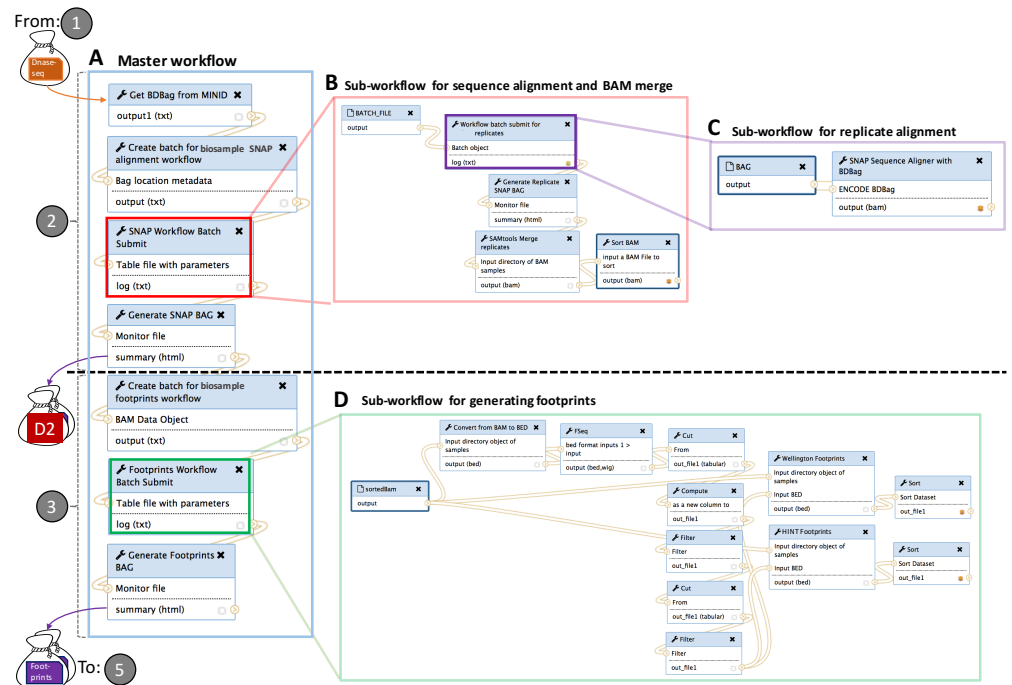 From: 1
Dnase-
seq
A Master workflow
Get BDBag from MINID
output1 (txt)
Create batch for biosample SNAP
alignment workflow
Bag location metadata
output (txt)
2
SNAP Workflow Batch
Submit
Table file with parameters
log (txt)
Generate SNAP BAG
Monitor file
summary (html)
D2
Create batch for biosample
footprints workflow
BAM Data Object
output (txt)
3
Footprints Workflow
Batch Submit
Table file with parameters
log (txt)
Generate Footprints
BAG
Monitor file
summary (html)
Foot-
prints
To: 5
B Sub-workflow for sequence alignment and BAM merge
BATCH_FILE
output
Workflow batch submit for
replicates
Batch object
log (txt)
Generate Replicate
SNAP BAG
Monitor file
summary (html)
SAMtools Merge
replicates
Input directory of BAM
samples
output (bam)
Sort BAM
input a BAM File to
sort
output (bam)
C Sub-workflow for replicate alignment
BAG
output
SNAP Sequence Aligner with
BDBag
ENCODE BDBag
output (bam)
D Sub-workflow for generating footprints
sortedBam
output
Convert from BAM to BED
Input directory object of
samples
output (bed)
fSeq
bed format inputs 1 >
input
output (bed,wig)
Cut
From
out_file1 (tabular)
Compute
as a new column to
out_file1
Filter
Filter
out_file1
Cut
From
out_file1 (tabular)
Filter
Filter
out_file1
Wellington Footprints
Input directory object of
samples
Input BED
output (bed)
Sort
Sort Dataset
out_file1
HINT Footprints
Input directory object of
samples
Input BED
output (bed)
Sort
Sort Dataset
out_file1